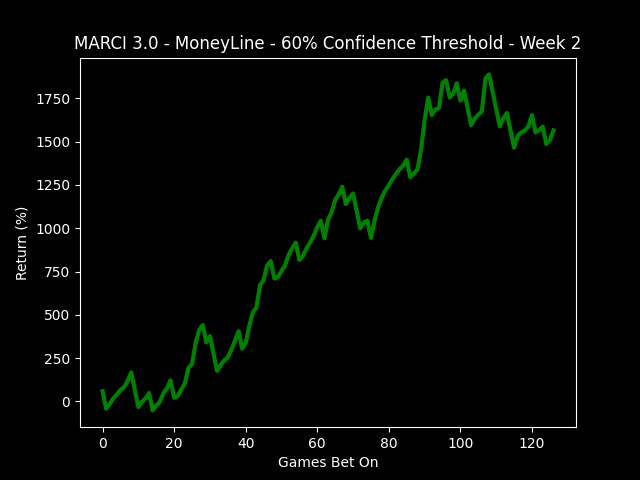 MARCI 3.0 - MoneyLine - 60% Confidence Threshold - Week 2
Return (%)
1750
1500
1250
1000
750
500
250
0
0 20 40 60 80 100 120
Games Bet On